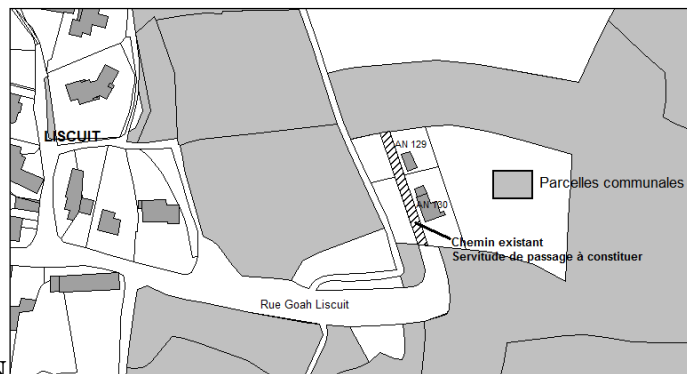 LISCUIT
AN 129
Parcelles communales
AN 130
Chemin existant
Servitude de passage à constituer
Rue Goah Liscuit
N